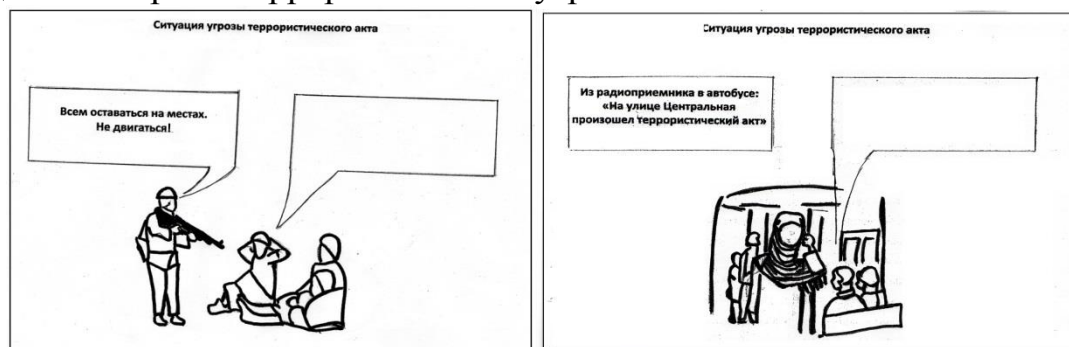 Ситуация угрозы террористического акта
Всем оставаться на местах.
Не двигаться!
Ситуация угрозы террористического акта
Из радиоприемника в автобусе:
«На улице Центральная
произошел террористический акт»